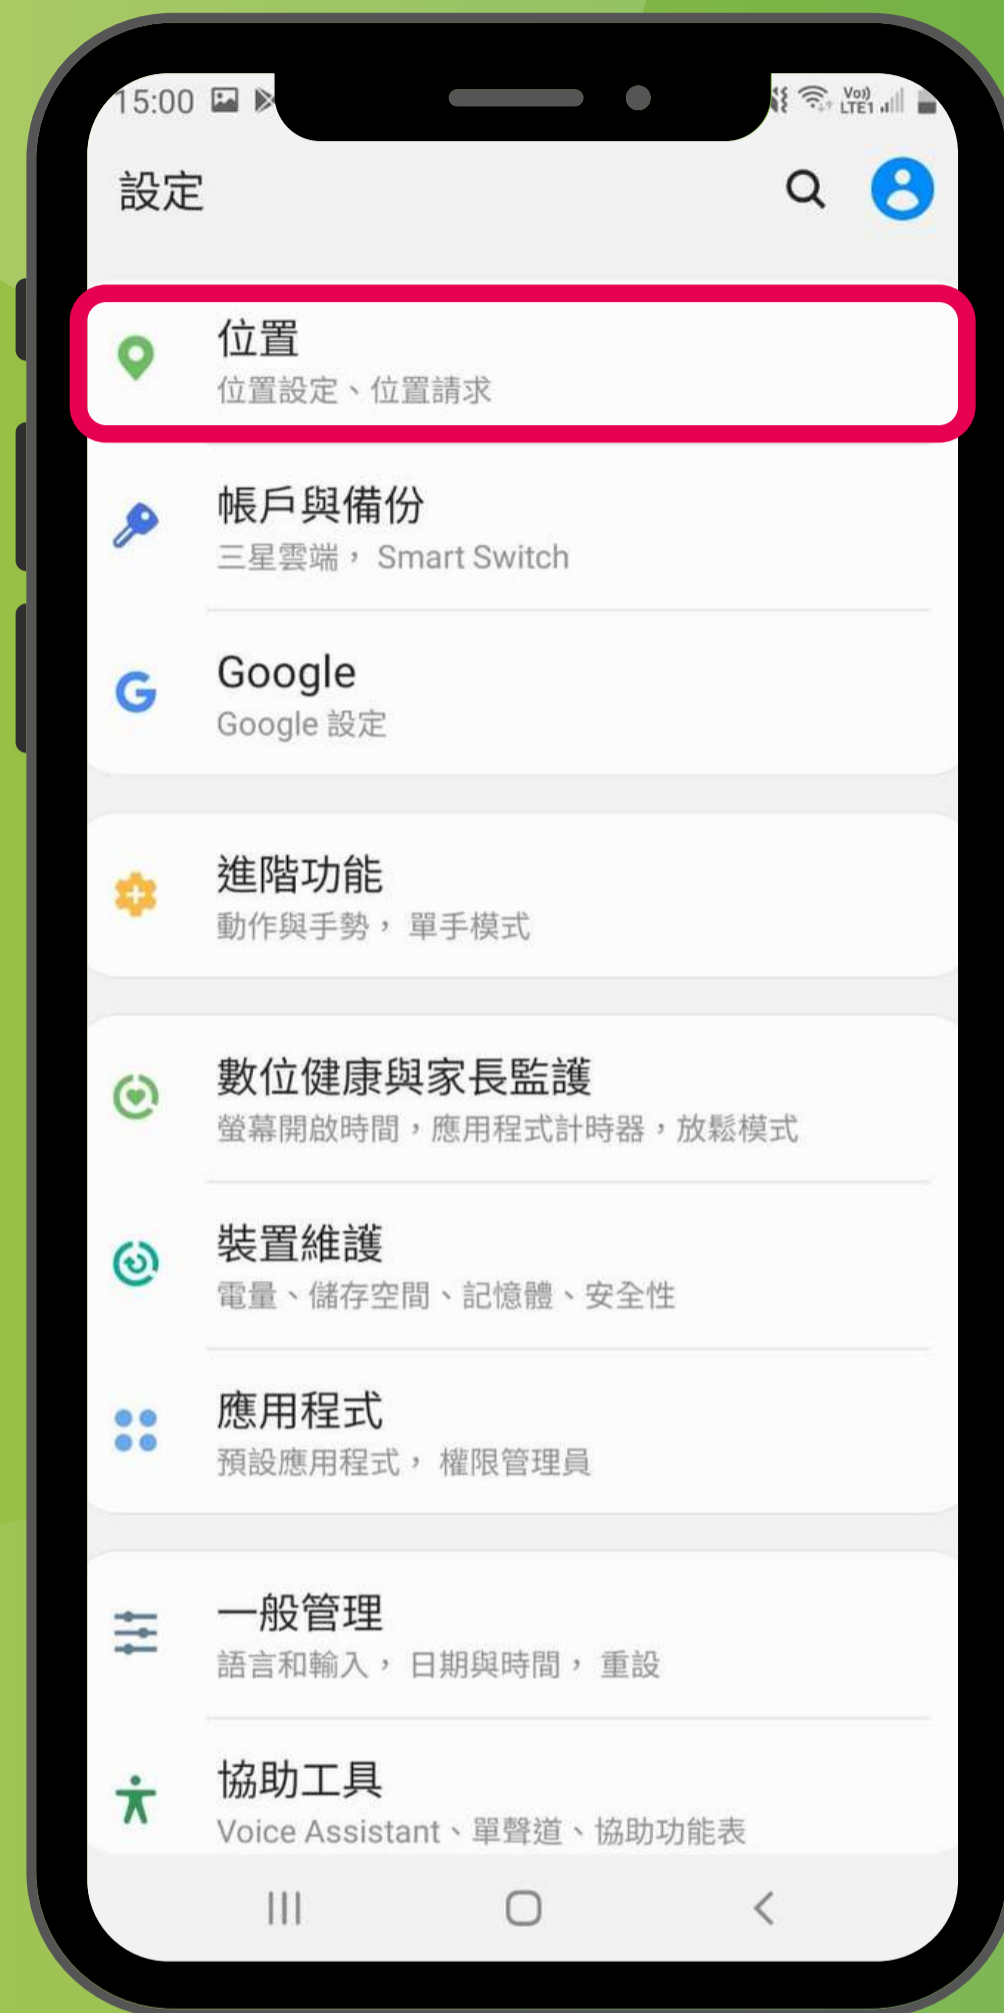 15:00
Vo))
LTE1
設定
位置
位置設定、位置請求
帳戶與備份
三星雲端， Smart Switch
Google
Google 設定
進階功能
動作與手勢， 單手模式
數位健康與家長監護
螢幕開啟時間，應用程式計時器，放鬆模式
裝置維護
電量、儲存空間、記憶體、安全性
應用程式
預設應用程式， 權限管理員
一般管理
語言和輸入， 日期與時間， 重設
協助工具
Voice Assistant、單聲道、協助功能表